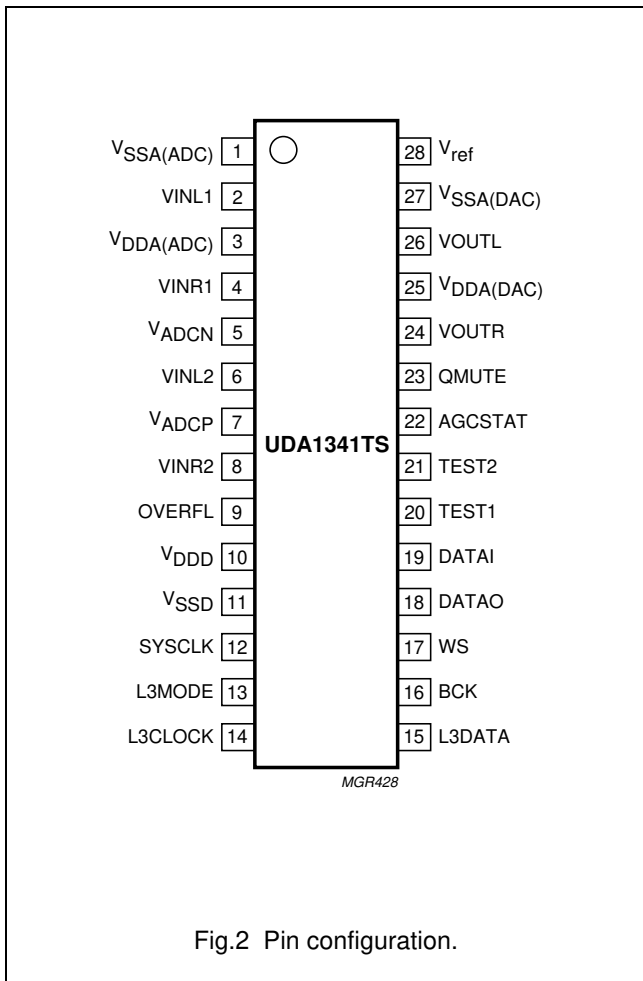 VSSA(ADC) 1
VINL1 2
VDDA(ADC) 3
VINR1 4
VADCN 5
VINL2 6
VADCP 7
VINR2 8
OVERFL 9
VDDD 10
VSSD 11
SYSCLK 12
L3MODE 13
L3CLOCK 14
UDA1341TS
28 Vref
27 VSSA(DAC)
26 VOUTL
25 VDDA(DAC)
24 VOUTR
23 QMUTE
22 AGCSTAT
21 TEST2
20 TEST1
19 DATAI
18 DATAO
17 WS
16 BCK
15 L3DATA
MGR428
Fig.2 Pin configuration.